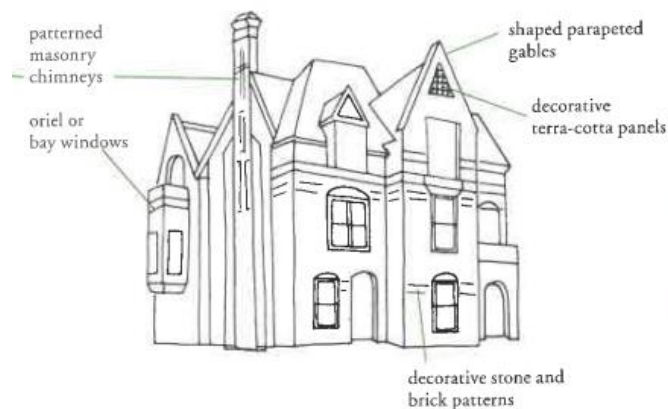 patterned
masonry
chimneys
oriel or
bay windows
shaped parapeted
gables
decorative
terra-cotta panels
decorative stone and
brick patterns